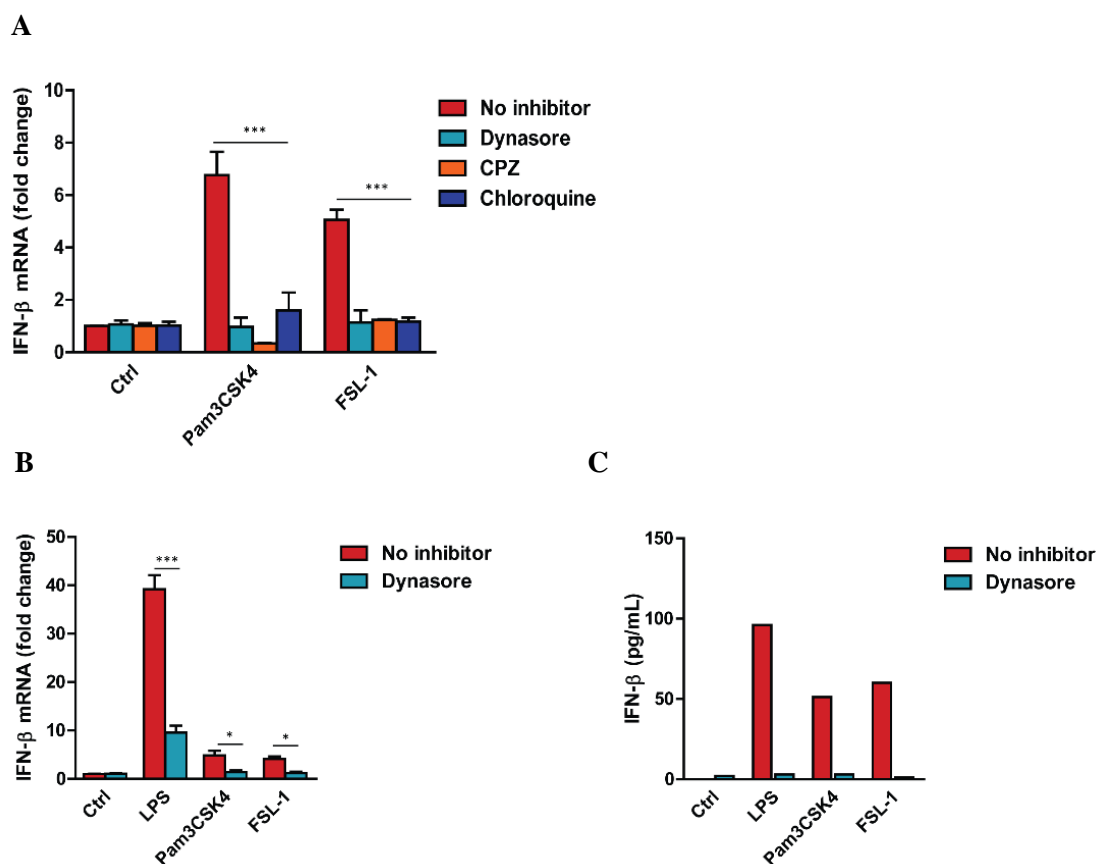 A
IFN-β mRNA (fold change)
10
8
6
4
2
0
***
***
Ctrl
Pam3CSK4
FSL-1
No inhibitor
Dynasore
CPZ
Chloroquine
B
IFN-β mRNA (fold change)
50
40
30
20
10
0
***
*
*
Ctrl
LPS
Pam3CSK4
FSL-1
No inhibitor
Dynasore
C
IFN-β (pg/mL)
150
100
50
0
Ctrl
LPS
Pam3CSK4
FSL-1
No inhibitor
Dynasore